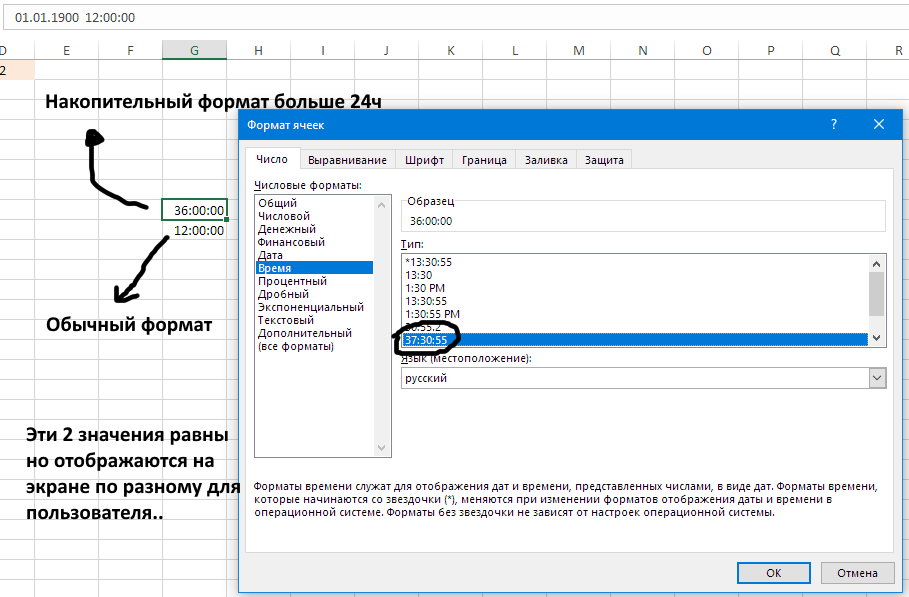 01.01.1900  12:00:00
D E F G H I J K L M N O P Q R
2
Накопительный формат больше 24ч
Формат ячеек ?
Число Выравнивание Шрифт Граница Заливка Защита
Числовые форматы:
Общий
Числовой
Денежный
Финансовый
Дата
Время
Процентный
Дробный
Экспоненциальный
Текстовый
Дополнительный
(все форматы)
Образец
36:00:00
Тип:
*13:30:55
13:30
1:30 PM
13:30:55
1:30:55 PM
30:55.2
37:30:55
Язык (местоположение):
русский
36:00:00
12:00:00
Обычный формат
Эти 2 значения равны
но отображаются на
экране по разному для
пользователя..
Форматы времени служат для отображения дат и времени, представленных числами, в виде дат. Форматы времени,
которые начинаются со звездочки (*), меняются при изменении форматов отображения даты и времени в
операционной системе. Форматы без звездочки не зависят от настроек операционной системы.
ОК Отмена